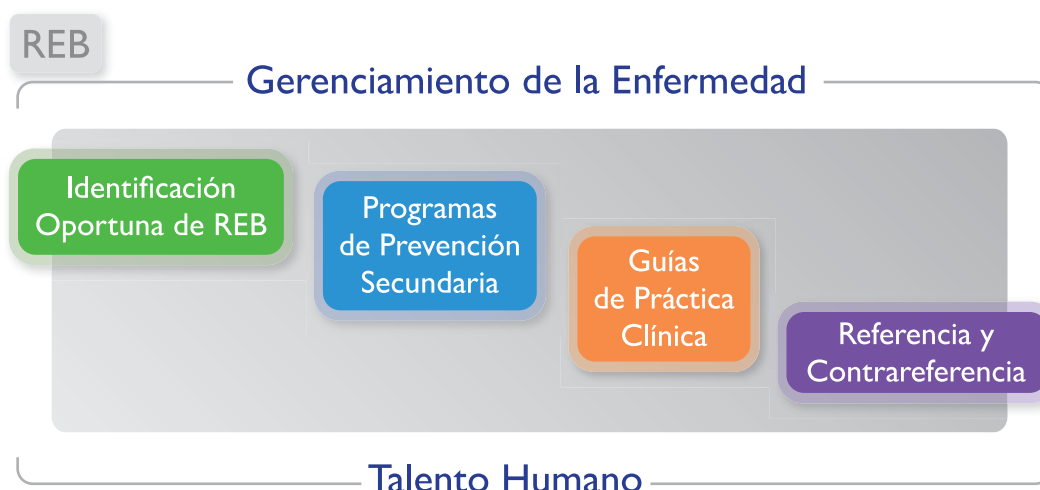 REB
Gerenciamiento de la Enfermedad
Identificación
Oportuna de REB
Programas
de Prevención
Secundaria
Guías
de Práctica
Clínica
Referencia y
Contrareferencia
Talento Humano